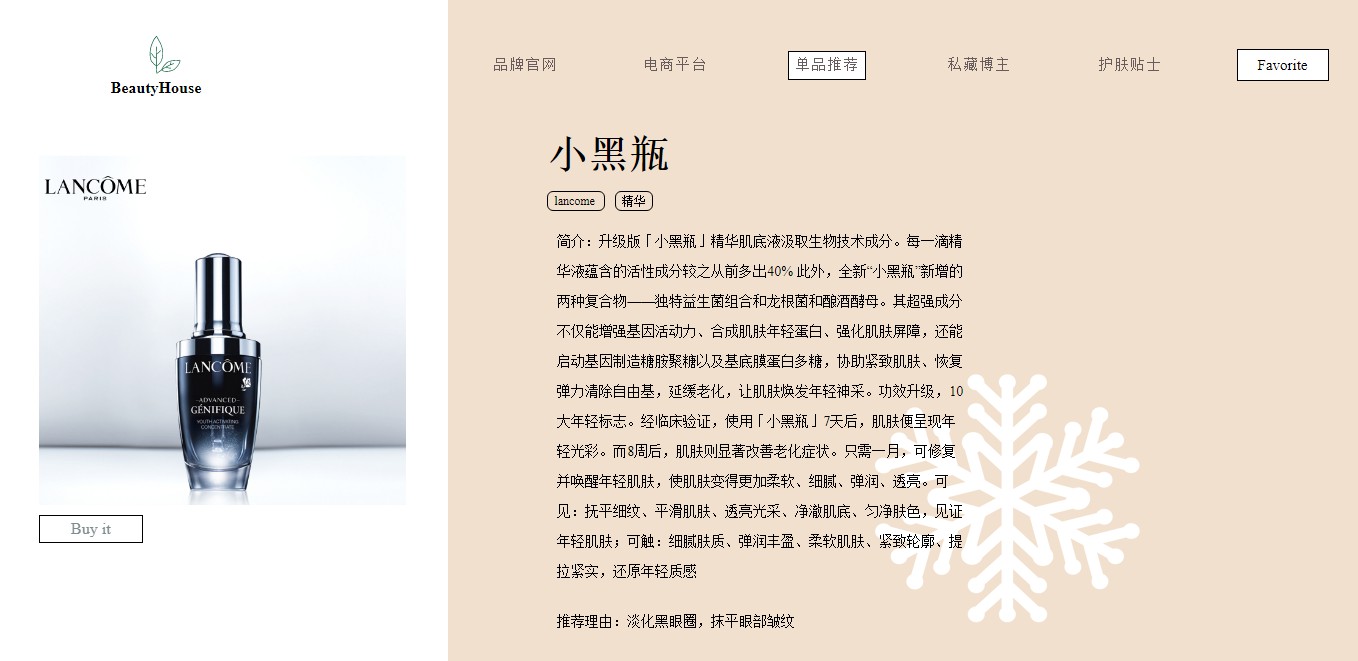 BeautyHouse
品牌官网
电商平台
单品推荐
私藏博主
护肤贴士
Favorite
LANCÔME
PARIS
LANCÔME
ADVANCED
GÉNIFIQUE
YOUTH ACTIVATING
CONCENTRATE
Buy it
小黑瓶
lancome
精华
简介：升级版「小黑瓶」精华肌底液汲取生物技术成分。每一滴精
华液蕴含的活性成分较之从前多出40% 此外，全新“小黑瓶”新增的
两种复合物——独特益生菌组合和龙根菌和酿酒酵母。其超强成分
不仅能增强基因活动力、合成肌肤年轻蛋白、强化肌肤屏障，还能
启动基因制造糖胺聚糖以及基底膜蛋白多糖，协助紧致肌肤、恢复
弹力清除自由基，延缓老化，让肌肤焕发年轻神采。功效升级，10
大年轻标志。经临床验证，使用「小黑瓶」7天后，肌肤便呈现年
轻光彩。而8周后，肌肤则显著改善老化症状。只需一月，可修复
并唤醒年轻肌肤，使肌肤变得更加柔软、细腻、弹润、透亮。可
见：抚平细纹、平滑肌肤、透亮光采、净澈肌底、匀净肤色，见证
年轻肌肤；可触：细腻肤质、弹润丰盈、柔软肌肤、紧致轮廓、提
拉紧实，还原年轻质感
推荐理由：淡化黑眼圈，抹平眼部皱纹